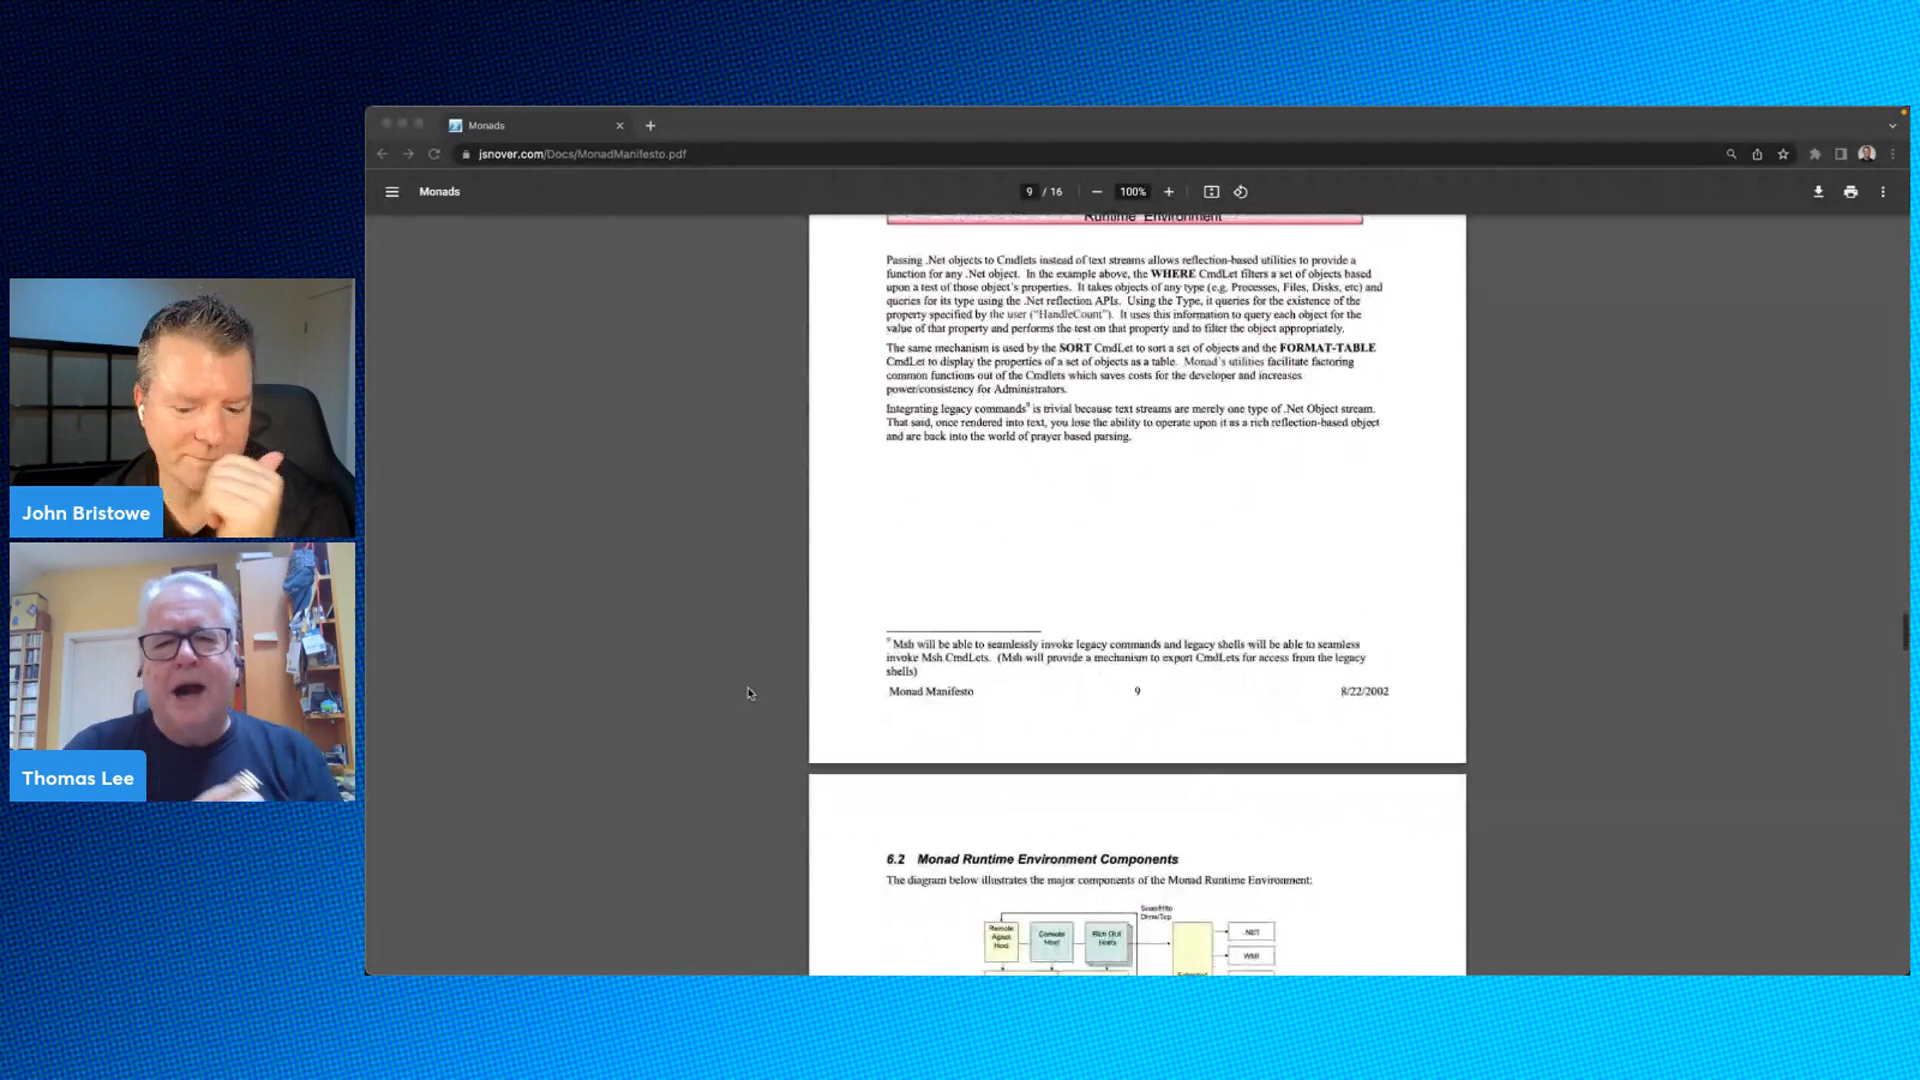 Monads
jsnover.com/Docs/MonadManifesto.pdf
Monads
9 / 16
100%
Runtime Environment
Passing .Net objects to Cmdlets instead of text streams allows reflection-based utilities to provide a
function for any .Net object. In the example above, the WHERE CmdLet filters a set of objects based
upon a test of those object's properties. It takes objects of any type (e.g. Processes, Files, Disks, etc) and
queries for its type using the .Net reflection APIs. Using the Type, it queries for the existence of the
property specified by the user ("HandleCount"). It uses this information to query each object for the
value of that property and performs the test on that property and to filter the object appropriately.
The same mechanism is used by the SORT CmdLet to sort a set of objects and the FORMAT-TABLE
CmdLet to display the properties of a set of objects as a table. Monad's utilities facilitate factoring
common functions out of the Cmdlets which saves costs for the developer and increases
power/consistency for Administrators.
Integrating legacy commands9 is trivial because text streams are merely one type of .Net Object stream.
That said, once rendered into text, you lose the ability to operate upon it as a rich reflection-based object
and are back into the world of prayer based parsing.
9 Msh will be able to seamlessly invoke legacy commands and legacy shells will be able to seamless
invoke Msh CmdLets. (Msh will provide a mechanism to export CmdLets for access from the legacy
shells)
Monad Manifesto 9 8/22/2002
6.2 Monad Runtime Environment Components
The diagram below illustrates the major components of the Monad Runtime Environment:
Remote
Agent
Host
Console
Host
Rich GUI
Hosts
.NET
WMI
John Bristowe
Thomas Lee